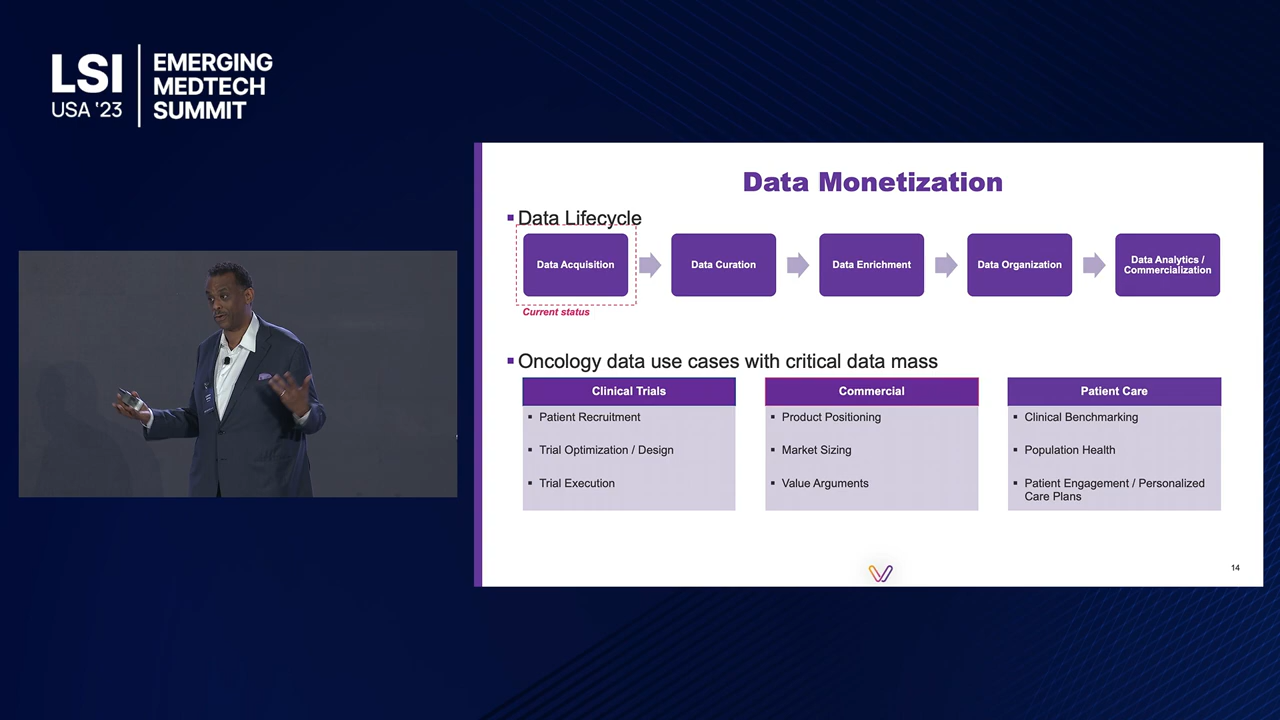 LSI
USA '23
EMERGING
MEDTECH
SUMMIT
Data Monetization
▪ Data Lifecycle
Data Acquisition
Data Curation
Data Enrichment
Data Organization
Data Analytics /
Commercialization
Current status
▪ Oncology data use cases with critical data mass
Clinical Trials
▪ Patient Recruitment
▪ Trial Optimization / Design
▪ Trial Execution
Commercial
▪ Product Positioning
▪ Market Sizing
▪ Value Arguments
Patient Care
▪ Clinical Benchmarking
▪ Population Health
▪ Patient Engagement / Personalized
Care Plans
14